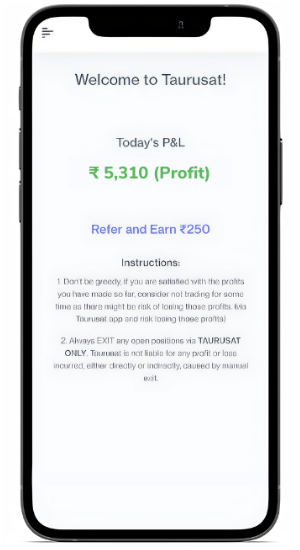 Welcome to Taurusat!
Today's P&L
₹ 5,310 (Profit)
Refer and Earn ₹250
Instructions:
1. Don't be greedy, if you are satisfied with the profits
you have made so far, consider not trading for some
time as there might be risk of losing those profits. (via
Taurusat app and risk losing those profits)
2. Always EXIT any open positions via TAURUSAT
ONLY. Taurusat is not liable for any profit or loss
incurred, either directly or indirectly, caused by manual
exit.